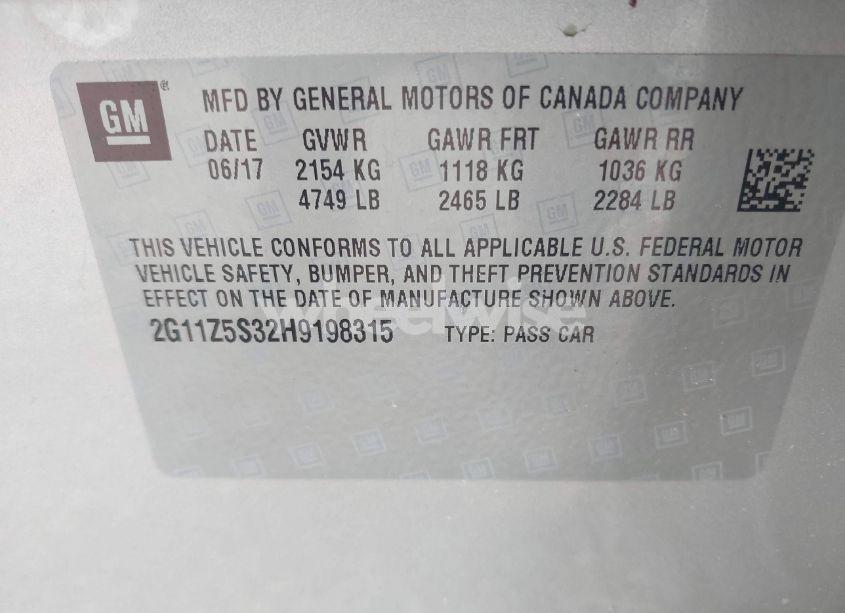 GM
MFD BY GENERAL MOTORS OF CANADA COMPANY
DATE GVWR GAWR FRT GAWR RR
06/17 2154 KG 1118 KG 1036 KG
4749 LB 2465 LB 2284 LB
THIS VEHICLE CONFORMS TO ALL APPLICABLE U.S. FEDERAL MOTOR
VEHICLE SAFETY, BUMPER, AND THEFT PREVENTION STANDARDS IN
EFFECT ON THE DATE OF MANUFACTURE SHOWN ABOVE.
wheelwise
2G11Z5S32H9198315 TYPE: PASS CAR